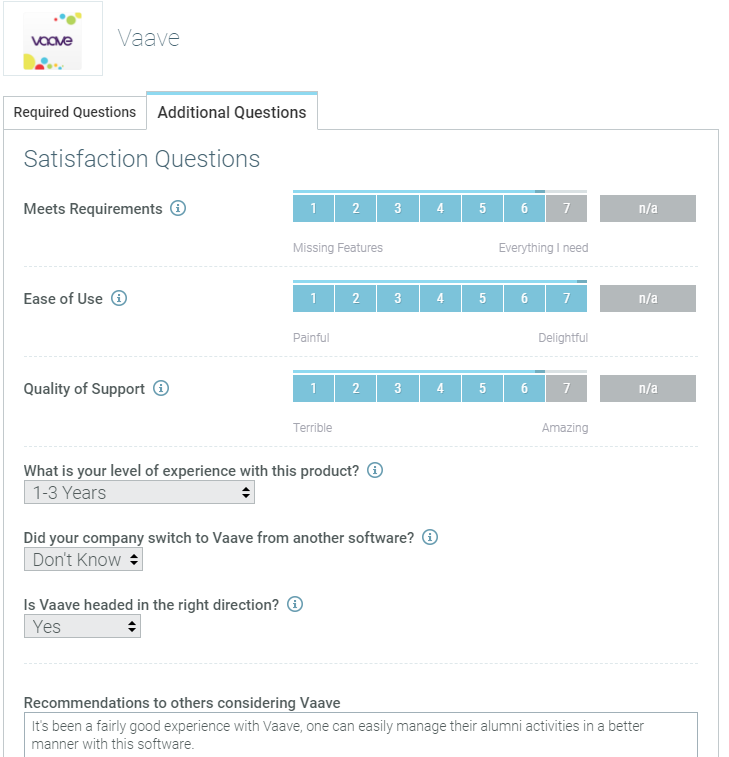 vaave
Vaave
Required Questions
Additional Questions
Satisfaction Questions
Meets Requirements i
1 2 3 4 5 6 7 n/a
Missing Features Everything I need
Ease of Use i
1 2 3 4 5 6 7 n/a
Painful Delightful
Quality of Support i
1 2 3 4 5 6 7 n/a
Terrible Amazing
What is your level of experience with this product? i
1-3 Years
Did your company switch to Vaave from another software? i
Don't Know
Is Vaave headed in the right direction? i
Yes
Recommendations to others considering Vaave
It's been a fairly good experience with Vaave, one can easily manage their alumni activities in a better
manner with this software.